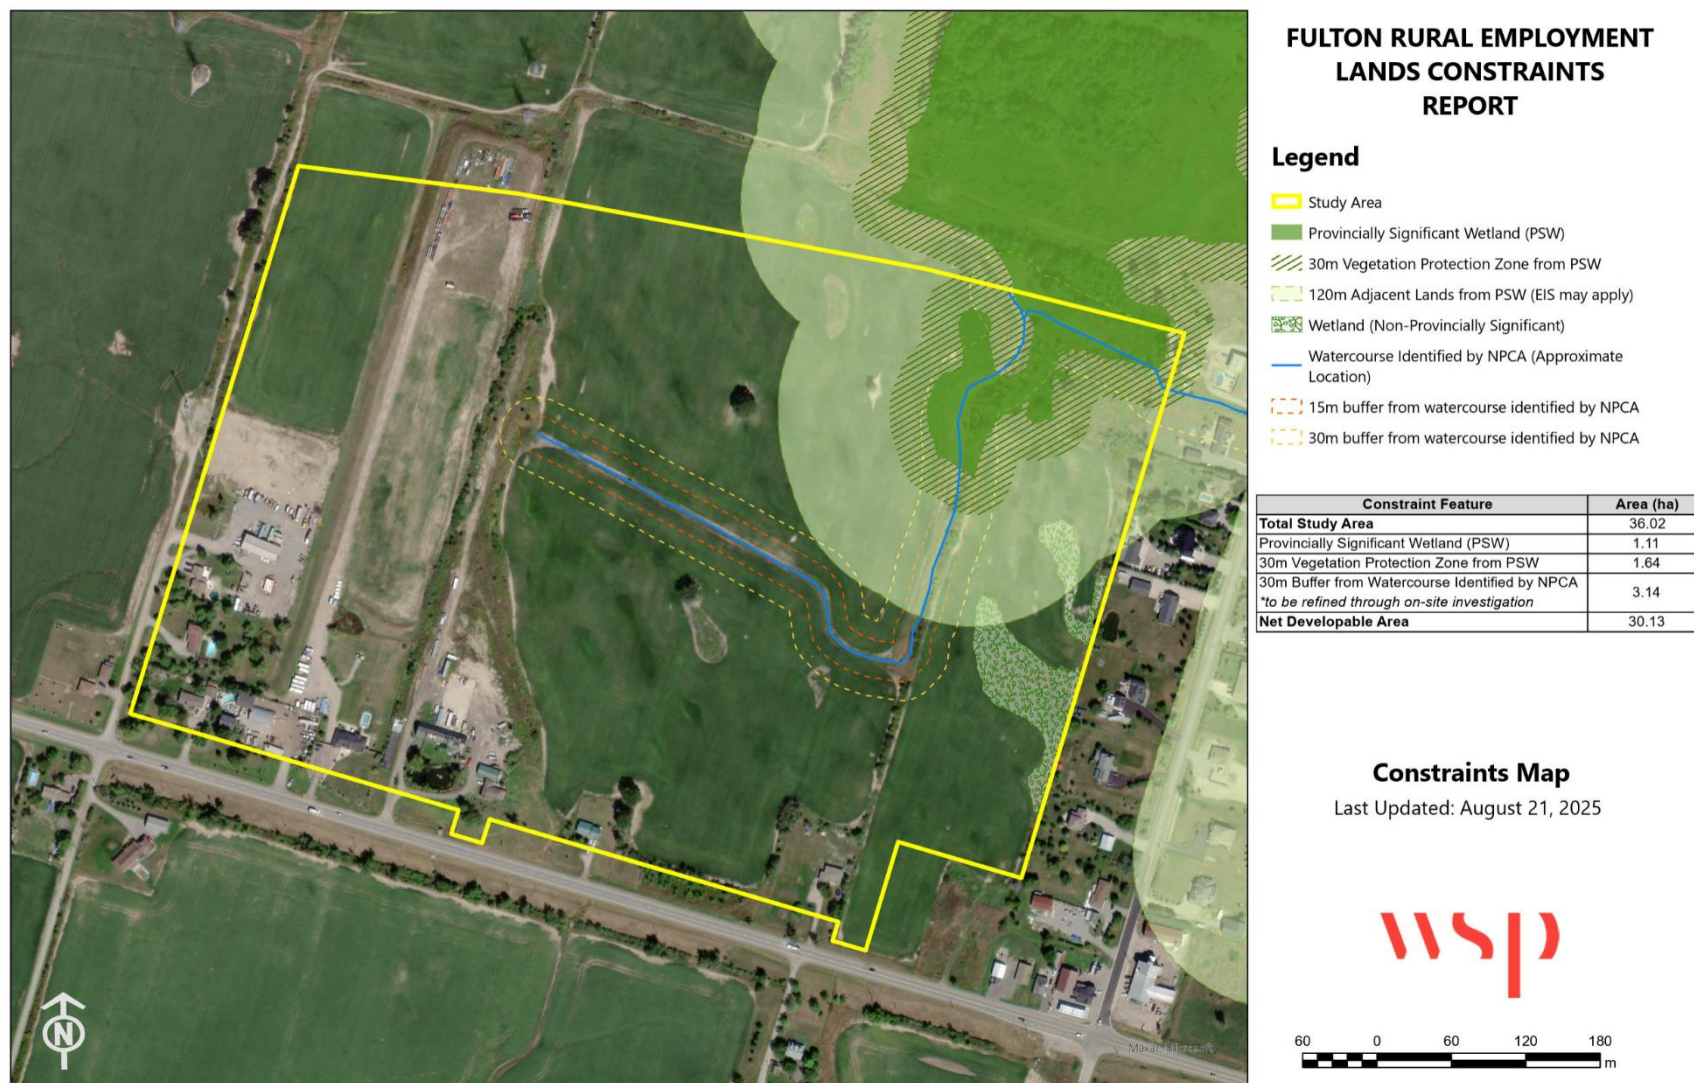 FULTON RURAL EMPLOYMENT
LANDS CONSTRAINTS
REPORT
Legend
Study Area
Provincially Significant Wetland (PSW)
30m Vegetation Protection Zone from PSW
120m Adjacent Lands from PSW (EIS may apply)
Wetland (Non-Provincially Significant)
Watercourse Identified by NPCA (Approximate
Location)
15m buffer from watercourse identified by NPCA
30m buffer from watercourse identified by NPCA
Constraint Feature Area (ha)
Total Study Area 36.02
Provincially Significant Wetland (PSW) 1.11
30m Vegetation Protection Zone from PSW 1.64
30m Buffer from Watercourse Identified by NPCA
*to be refined through on-site investigation 3.14
Net Developable Area 30.13
Constraints Map
Last Updated: August 21, 2025
wsp
60 0 60 120 180
m
N
Maxar, Microsoft